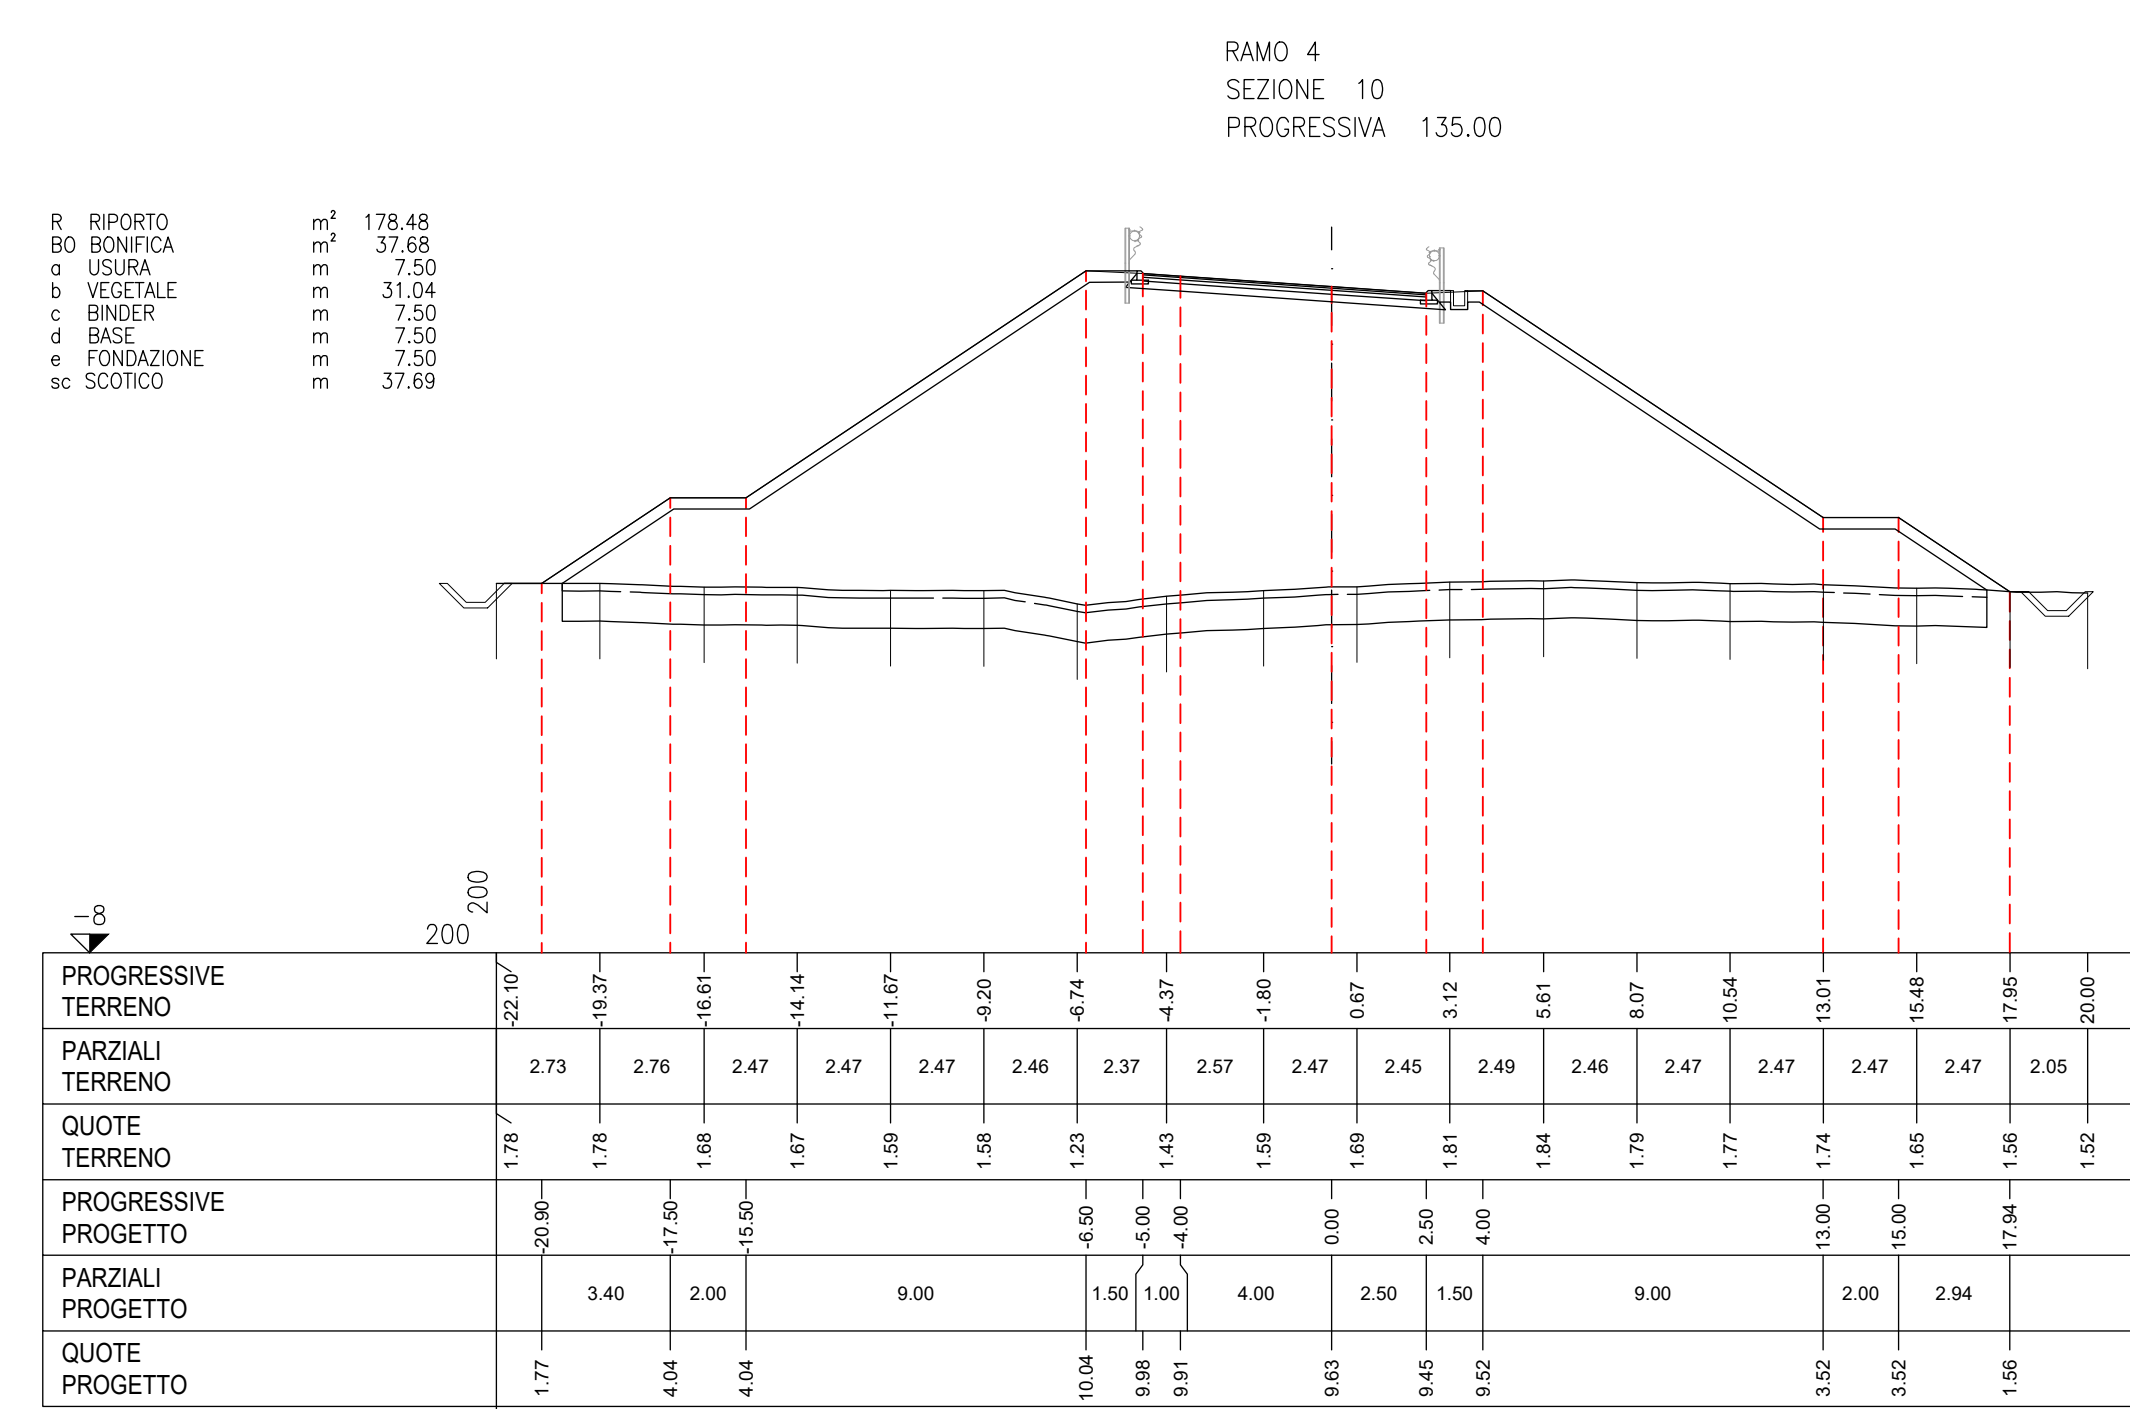 RAMO 4
SEZIONE 10
PROGRESSIVA 135.00
R RIPORTO m² 178.48
BO BONIFICA m² 37.68
a USURA m 7.50
b VEGETALE m 31.04
c BINDER m 7.50
d BASE m 7.50
e FONDAZIONE m 7.50
sc SCOTICO m 37.69
200
-8
200
PROGRESSIVE
TERRENO
-22.10 -19.37 -16.61 -14.14 -11.67 -9.20 -6.74 -4.37 -1.80 0.67 3.12 5.61 8.07 10.54 13.01 15.48 17.95 20.00
PARZIALI
TERRENO
2.73 2.76 2.47 2.47 2.47 2.46 2.37 2.57 2.47 2.45 2.49 2.46 2.47 2.47 2.47 2.47 2.05
QUOTE
TERRENO
1.78 1.78 1.68 1.67 1.59 1.58 1.23 1.43 1.59 1.69 1.81 1.84 1.79 1.77 1.74 1.65 1.56 1.52
PROGRESSIVE
PROGETTO
-20.90 -17.50 -15.50 -6.50 -5.00 -4.00 0.00 2.50 4.00 13.00 15.00 17.94
PARZIALI
PROGETTO
3.40 2.00 9.00 1.50 1.00 4.00 2.50 1.50 9.00 2.00 2.94
QUOTE
PROGETTO
1.77 4.04 4.04 10.04 9.98 9.91 9.63 9.45 9.52 3.52 3.52 1.56